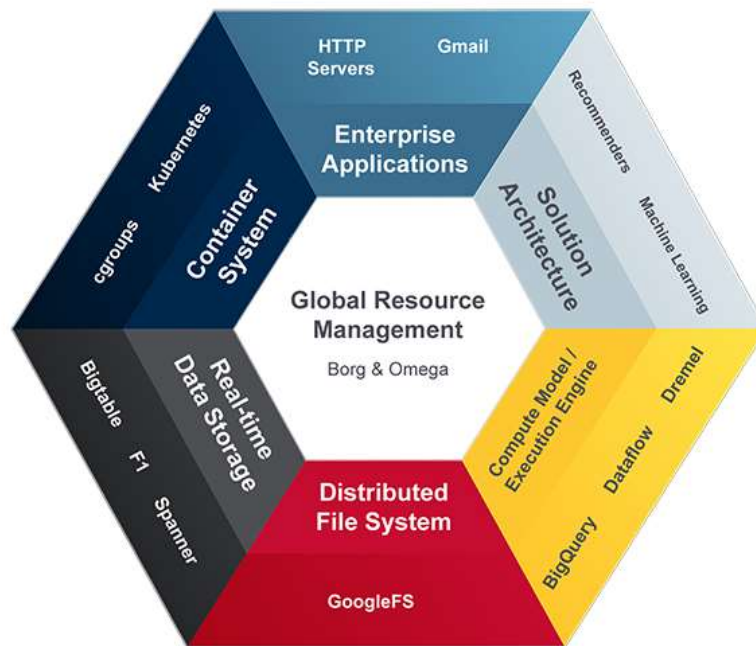 HTTP
Servers
Gmail
Enterprise
Applications
Recommenders
Machine Learning
Solution
Architecture
Kubernetes
cgroups
Container
System
Global Resource
Management
Borg & Omega
Real-time
Data Storage
Bigtable
F1
Spanner
Compute Model /
Execution Engine
Dremel
Dataflow
BigQuery
Distributed
File System
GoogleFS